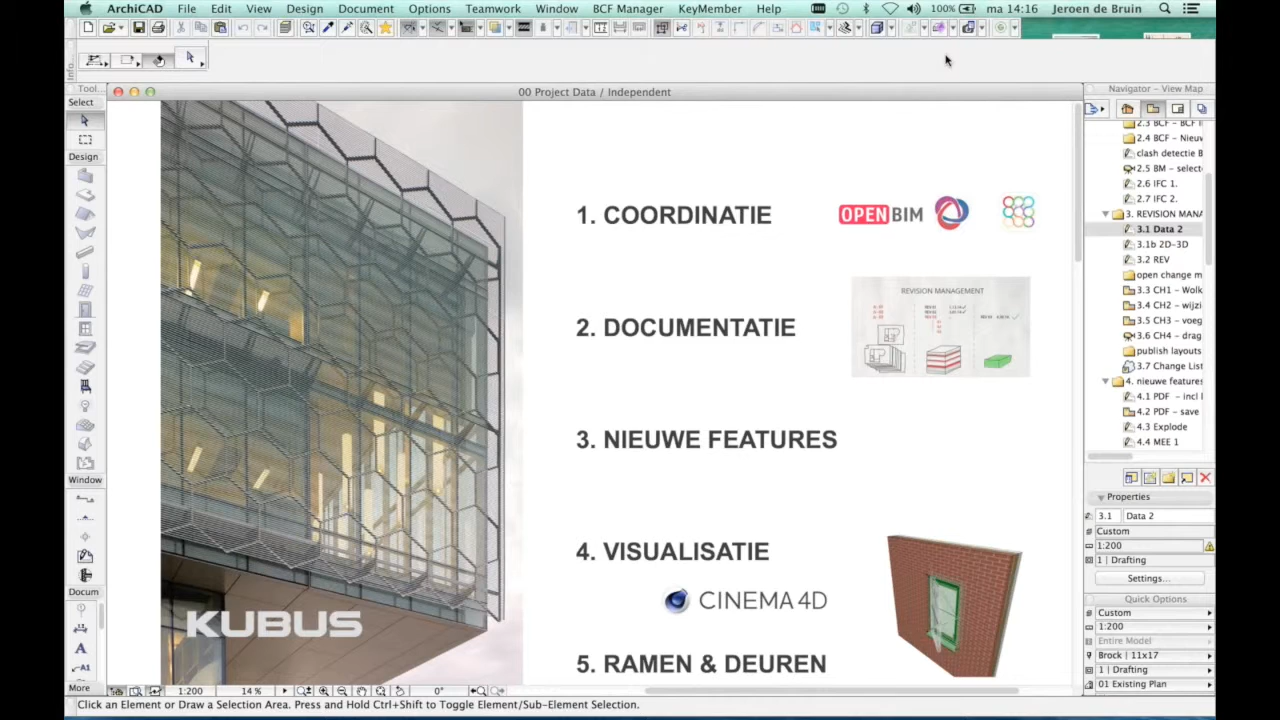 ArchiCAD File Edit View Design Document Options Teamwork Window BCF Manager KeyMember Help 100% ma 14:16 Jeroen de Bruin
Info
Tool...
Select
Design
Window
Docum
More
00 Project Data / Independent
1. COORDINATIE
OPEN BIM
2. DOCUMENTATIE
REVISION MANAGEMENT
3. NIEUWE FEATURES
4. VISUALISATIE
CINEMA 4D
5. RAMEN & DEUREN
KUBUS
1:200 14 % 0°
Click an Element or Draw a Selection Area. Press and Hold Ctrl+Shift to Toggle Element/Sub-Element Selection.
Navigator - View Map
2.3 BCF - BCF I
2.4 BCF - Nieuw
clash detectie B
2.5 BM - select
2.6 IFC 1.
2.7 IFC 2.
3. REVISION MANA
3.1 Data 2
3.1b 2D-3D
3.2 REV
open change m
3.3 CH1 - Wolk
3.4 CH2 - wijzi
3.5 CH3 - voeg
3.6 CH4 - drag
publish layouts
3.7 Change List
4. nieuwe features
4.1 PDF - incl l
4.2 PDF - save
4.3 Explode
4.4 MEE 1
Properties
3.1 Data 2
Custom
1:200
1 | Drafting
Settings...
Quick Options
Custom
1:200
Entire Model
Brock | 11x17
1 | Drafting
01 Existing Plan